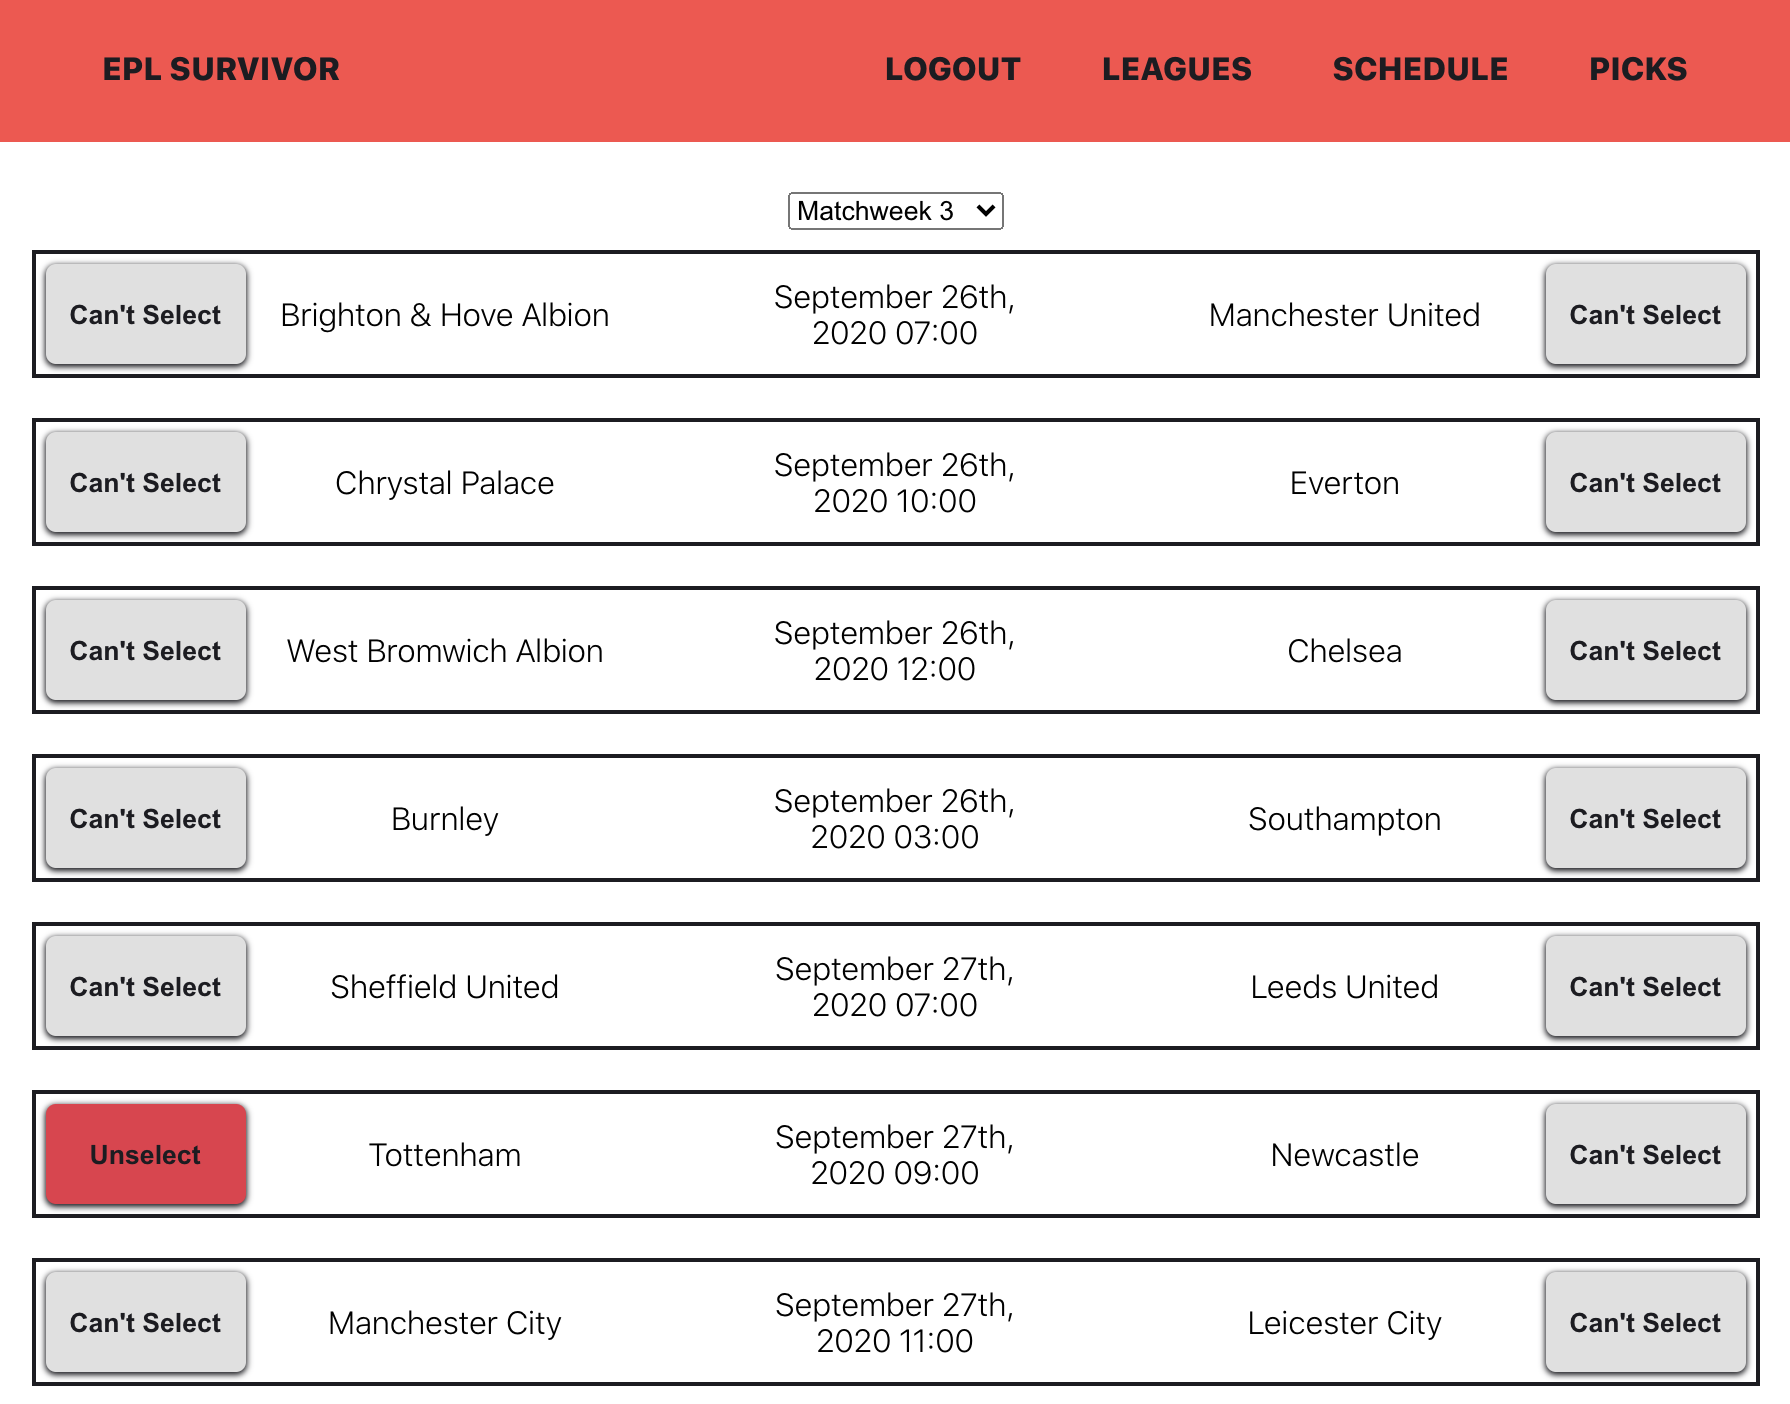 EPL SURVIVOR LOGOUT LEAGUES SCHEDULE PICKS
Matchweek 3
Can't Select Brighton & Hove Albion September 26th, 2020 07:00 Manchester United Can't Select
Can't Select Chrystal Palace September 26th, 2020 10:00 Everton Can't Select
Can't Select West Bromwich Albion September 26th, 2020 12:00 Chelsea Can't Select
Can't Select Burnley September 26th, 2020 03:00 Southampton Can't Select
Can't Select Sheffield United September 27th, 2020 07:00 Leeds United Can't Select
Unselect Tottenham September 27th, 2020 09:00 Newcastle Can't Select
Can't Select Manchester City September 27th, 2020 11:00 Leicester City Can't Select